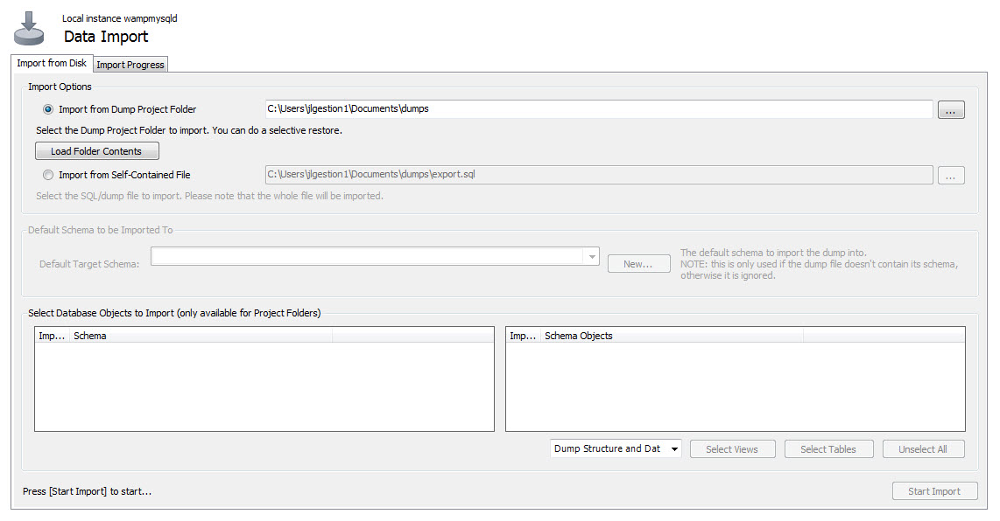 Local instance wampmysqld
Data Import
Import from Disk
Import Progress
Import Options
Import from Dump Project Folder
C:\Users\jlgestion1\Documents\dumps
...
Select the Dump Project Folder to import. You can do a selective restore.
Load Folder Contents
Import from Self-Contained File
C:\Users\jlgestion1\Documents\dumps\export.sql
...
Select the SQL/dump file to import. Please note that the whole file will be imported.
Default Schema to be Imported To
Default Target Schema:
New...
The default schema to import the dump into.
NOTE: this is only used if the dump file doesn't contain its schema,
otherwise it is ignored.
Select Database Objects to Import (only available for Project Folders)
Imp... Schema
Imp... Schema Objects
Dump Structure and Dat
Select Views
Select Tables
Unselect All
Press [Start Import] to start...
Start Import